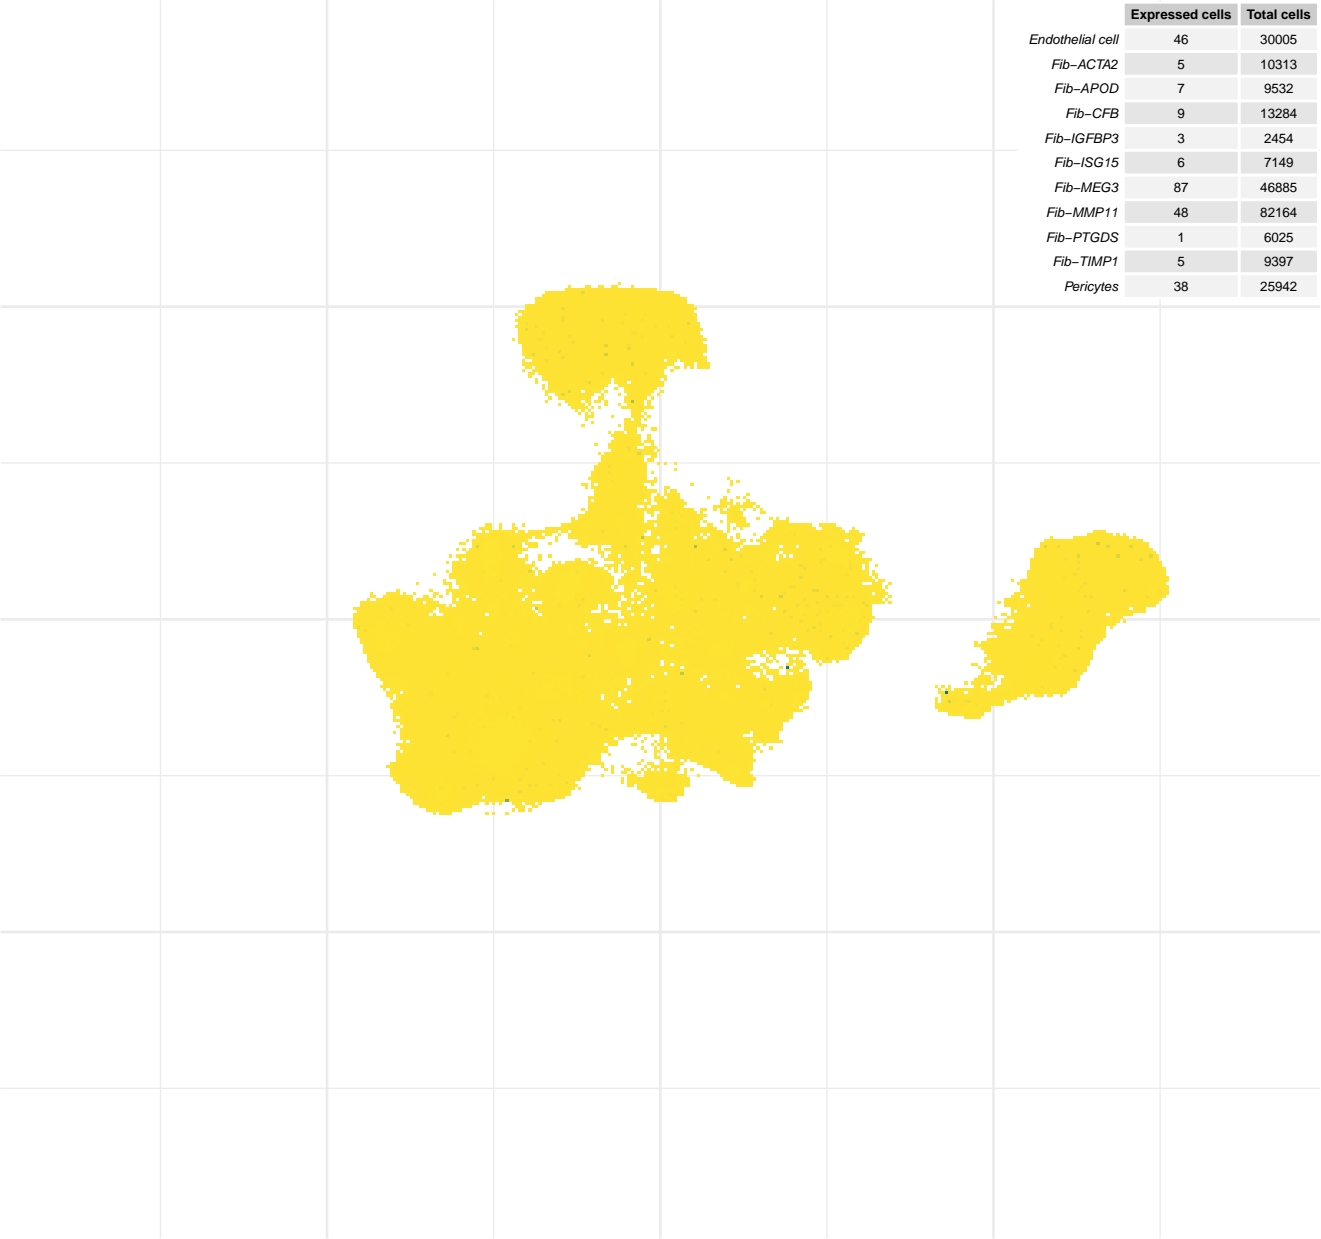 Expressed cells Total cells
Endothelial cell 46 30005
Fib−ACTA2 5 10313
Fib−APOD 7 9532
Fib−CFB 9 13284
Fib−IGFBP3 3 2454
Fib−ISG15 6 7149
Fib−MEG3 87 46885
Fib−MMP11 48 82164
Fib−PTGDS 1 6025
Fib−TIMP1 5 9397
Pericytes 38 25942